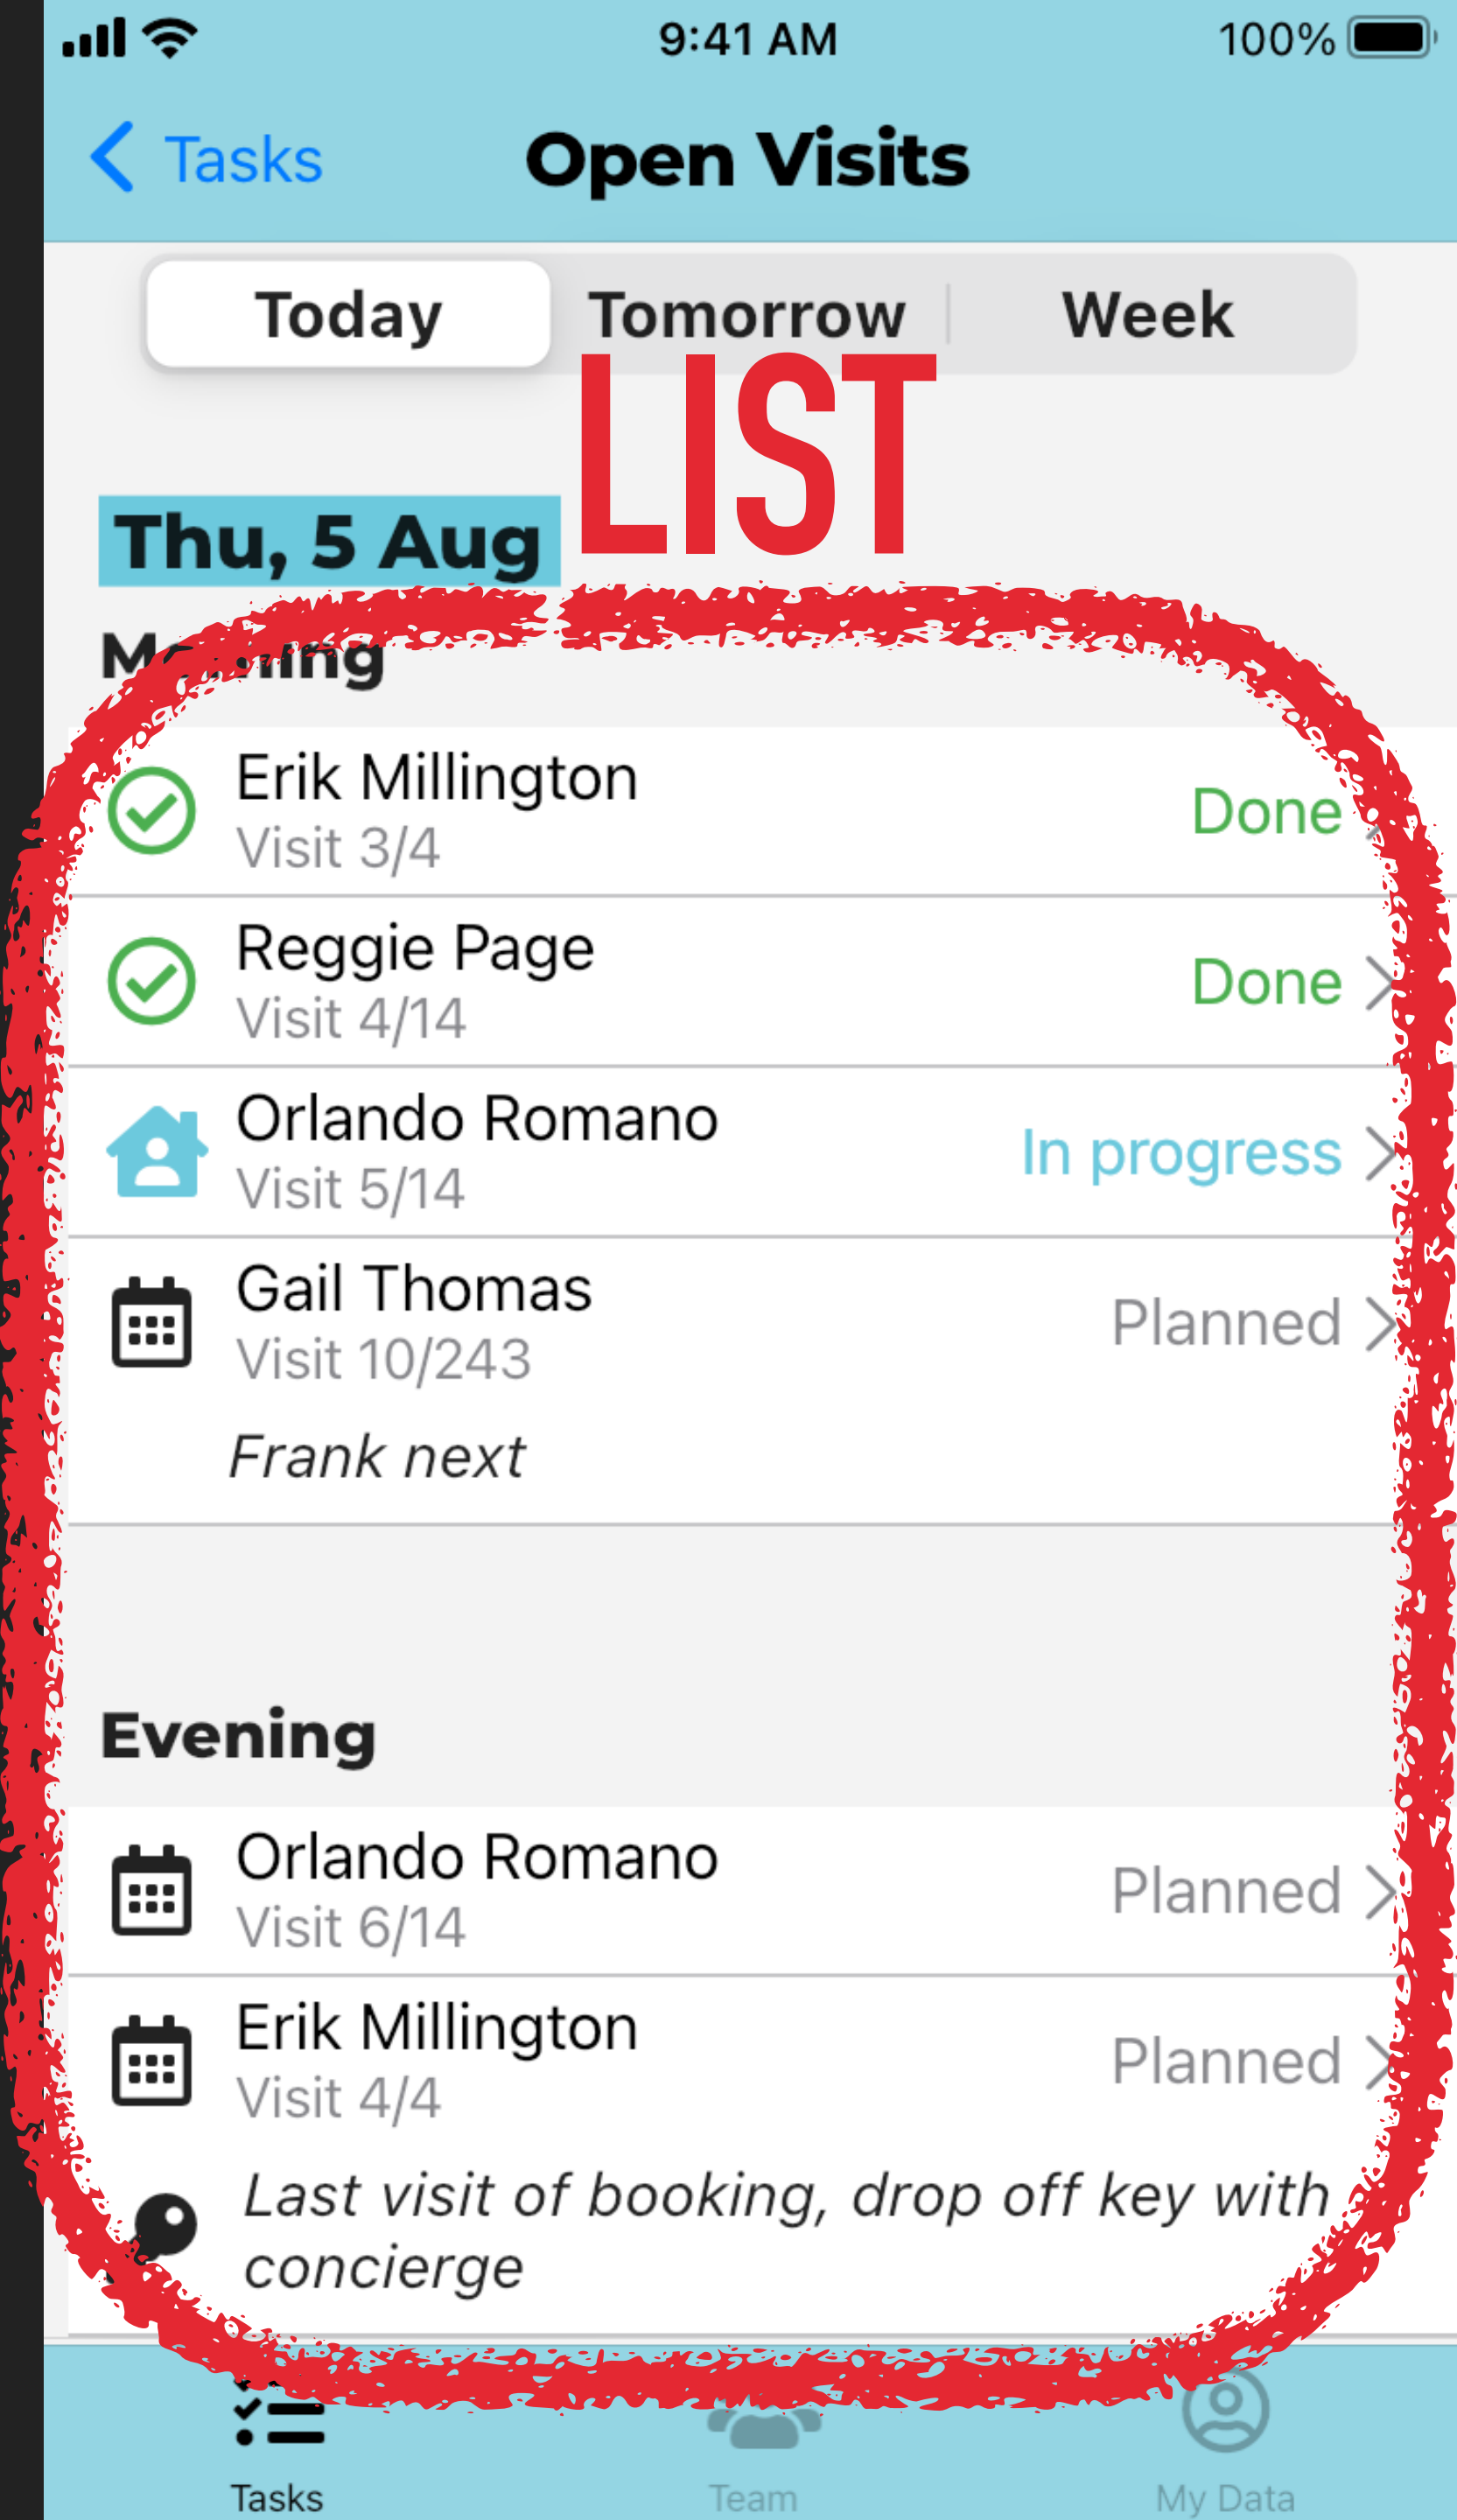 9:41 AM 100%
Tasks Open Visits
Today Tomorrow Week
LIST
Thu, 5 Aug
Morning
Erik Millington
Visit 3/4
Done
Reggie Page
Visit 4/14
Done
Orlando Romano
Visit 5/14
In progress
Gail Thomas
Visit 10/243
Planned
Frank next
Evening
Orlando Romano
Visit 6/14
Planned
Erik Millington
Visit 4/4
Planned
Last visit of booking, drop off key with
concierge
Tasks Team My Data